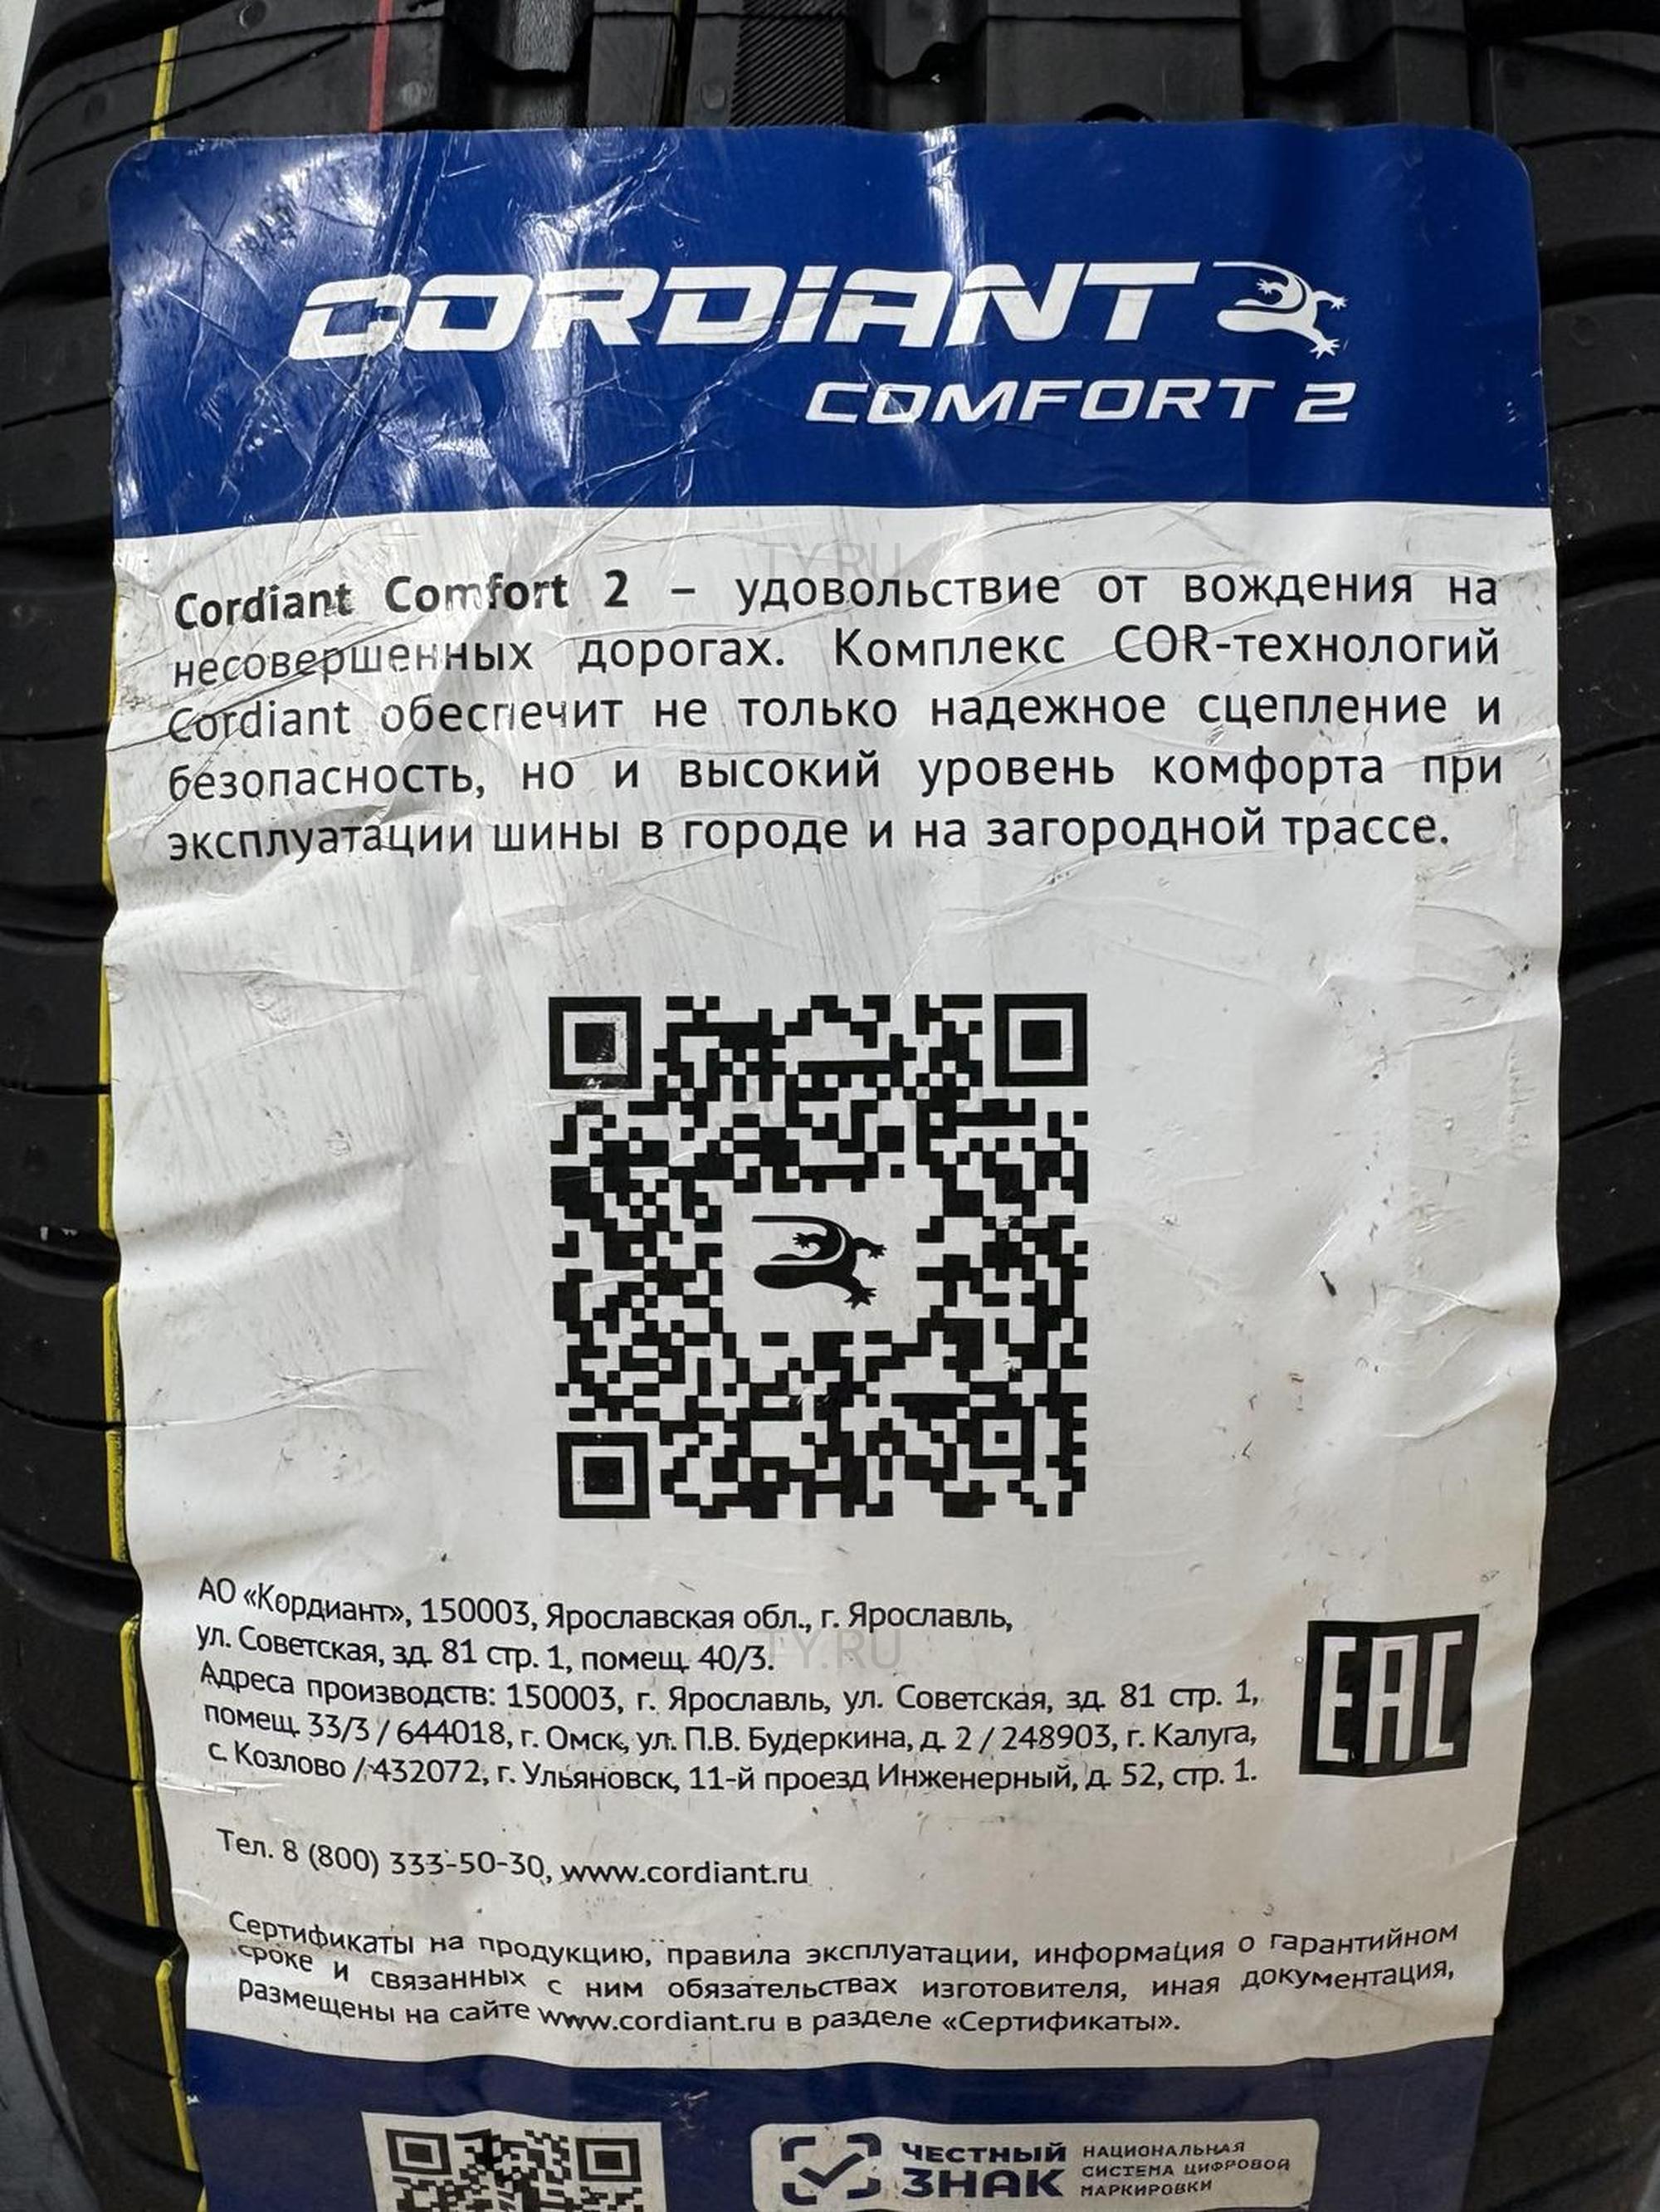 CORDIANT
COMFORT 2
TY.RU
Cordiant Comfort 2 – удовольствие от вождения на
несовершенных дорогах. Комплекс COR-технологий
Cordiant обеспечит не только надежное сцепление и
безопасность, но и высокий уровень комфорта при
эксплуатации шины в городе и на загородной трассе.
АО «Кордиант», 150003, Ярославская обл., г. Ярославль,
ул. Советская, зд. 81 стр. 1, помещ. 40/3.
TY.RU
Адреса производств: 150003, г. Ярославль, ул. Советская, зд. 81 стр. 1,
помещ. 33/3 / 644018, г. Омск, ул. П.В. Будеркина, д. 2 / 248903, г. Калуга,
с. Козлово / 432072, г. Ульяновск, 11-й проезд Инженерный, д. 52, стр. 1.
EAC
Тел. 8 (800) 333-50-30, www.cordiant.ru
Сертификаты на продукцию, правила эксплуатации, информация о гарантийном
сроке и связанных с ним обязательствах изготовителя, иная документация,
размещены на сайте www.cordiant.ru в разделе «Сертификаты».
ЧЕСТНЫЙ
ЗНАК
НАЦИОНАЛЬНАЯ
СИСТЕМА ЦИФРОВОЙ
МАРКИРОВКИ